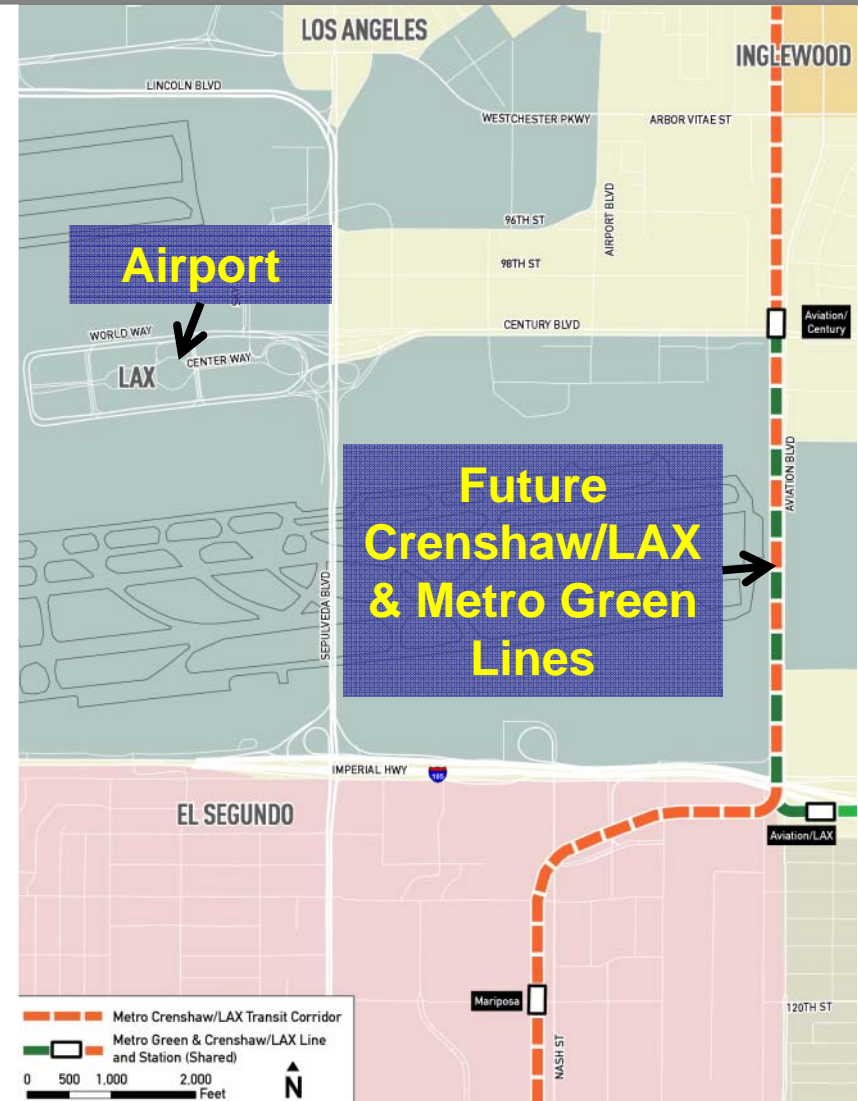 LOS ANGELES
INGLEWOOD
LINCOLN BLVD
WESTCHESTER PKWY
ARBOR VITAE ST
96TH ST
AIRPORT BLVD
98TH ST
Airport
WORLD WAY
CENTER WAY
LAX
CENTURY BLVD
Aviation/
Century
AVIATION BLVD
Future
Crenshaw/LAX
& Metro Green
Lines
SEPULVEDA BLVD
IMPERIAL HWY
105
EL SEGUNDO
Aviation/LAX
Mariposa
120TH ST
NASH ST
Metro Crenshaw/LAX Transit Corridor
Metro Green & Crenshaw/LAX Line
and Station (Shared)
0 500 1,000 2,000
Feet
N